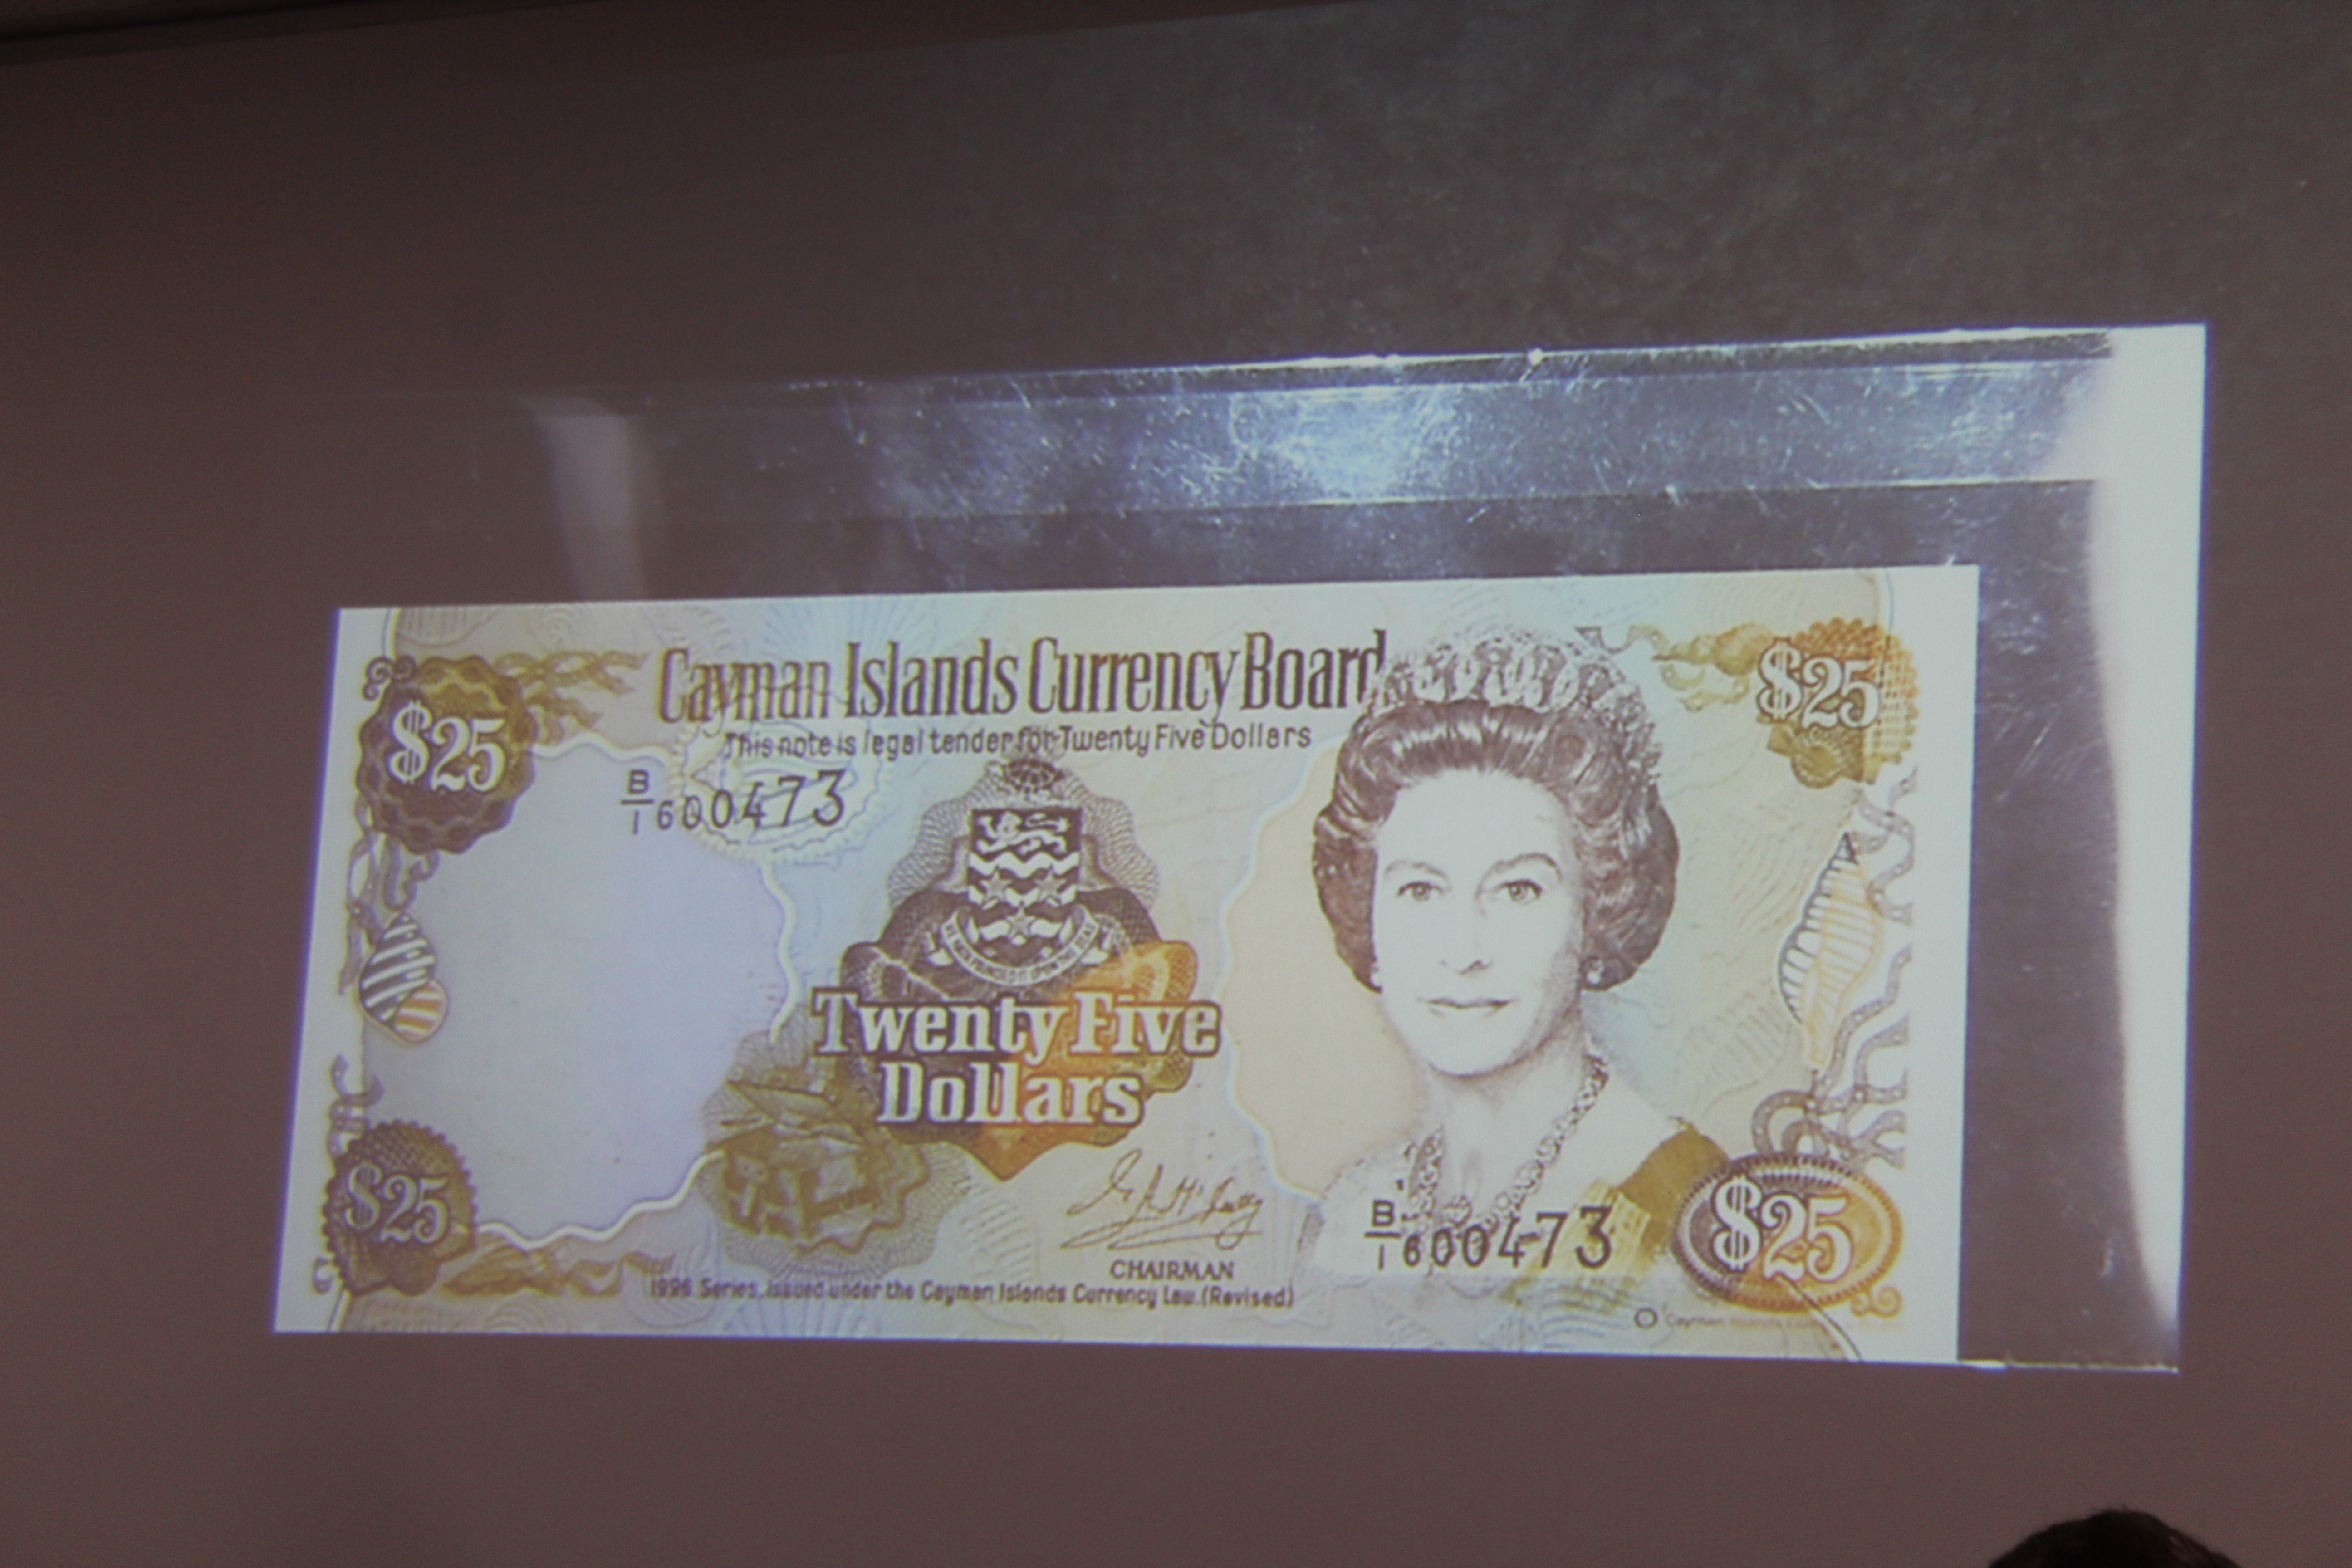 Cayman Islands Currency Board
This note is legal tender for Twenty Five Dollars
$25
$25
B/1 600473
Twenty Five
Dollars
$25
CHAIRMAN
B/1 600473
$25
1996 Series, issued under the Cayman Islands Currency Law. (Revised)
Cayman